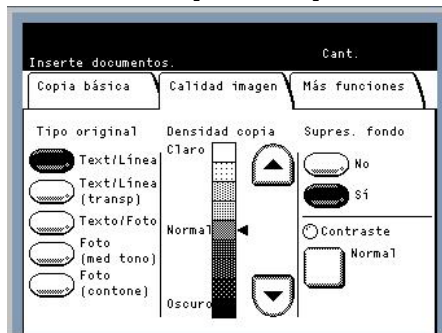 Cant.
Inserte documentos.
Copia básica
Calidad imagen
Más funciones
Tipo original
Text/Línea
Text/Línea
(transp)
Texto/Foto
Foto
(med tono)
Foto
(contone)
Densidad copia
Claro
Normal
Oscuro
Supres. fondo
No
Sí
Contraste
Normal